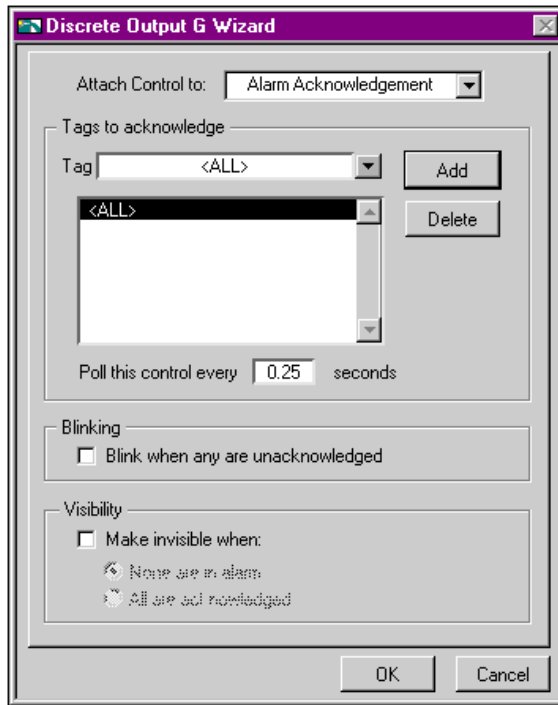 Discrete Output G Wizard
Attach Control to: Alarm Acknowledgement
Tags to acknowledge
Tag <ALL> Add
<ALL>
Delete
Poll this control every 0.25 seconds
Blinking
Blink when any are unacknowledged
Visibility
Make invisible when:
None are in alarm
All are acknowledged
OK Cancel